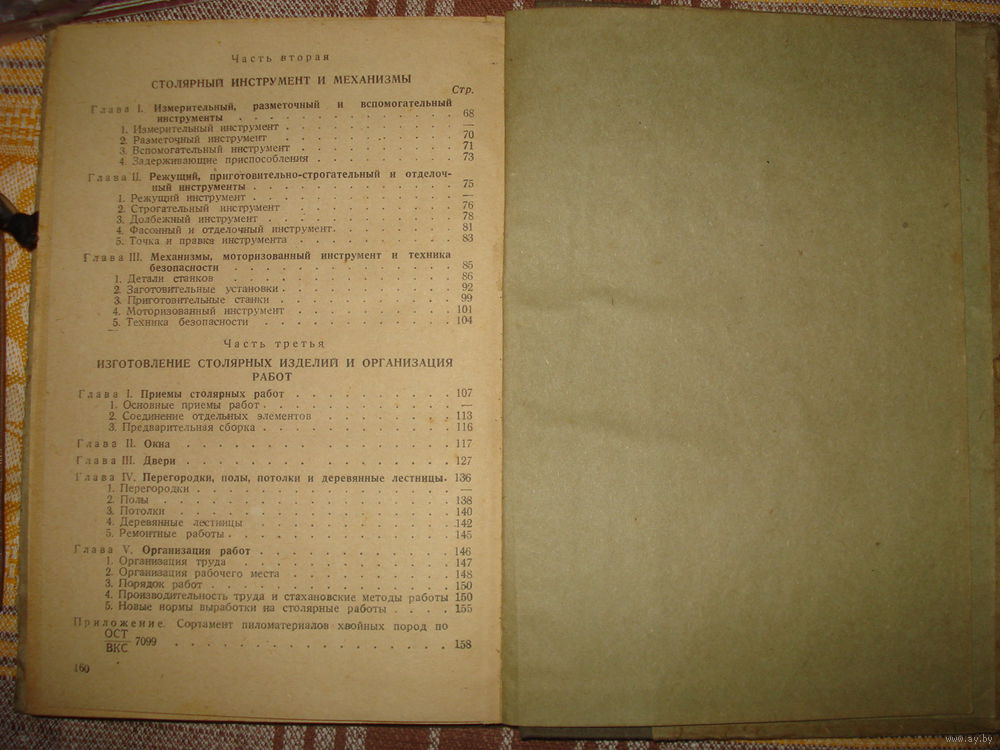 Часть вторая
СТОЛЯРНЫЙ ИНСТРУМЕНТ И МЕХАНИЗМЫ
Стр.
Глава I. Измерительный, разметочный и вспомогательный
инструменты . . . . . . . . . . . . 68
1. Измерительный инструмент . . . . . . . . . . —
2. Разметочный инструмент . . . . . . . . . . 70
3. Вспомогательный инструмент . . . . . . . . . 71
4. Задерживающие приспособления . . . . . . . . 73
Глава II. Режущий, приготовительно-строгательный и отделоч-
ный инструменты . . . . . . . . . . . . 75
1. Режущий инструмент . . . . . . . . . . . . —
2. Строгательный инструмент . . . . . . . . . 76
3. Долбежный инструмент . . . . . . . . . . . 78
4. Фасонный и отделочный инструмент . . . . . . . 81
5. Точка и правка инструмента . . . . . . . . . 83
Глава III. Механизмы, моторизованный инструмент и техника
безопасности . . . . . . . . . . . . . 85
1. Детали станков . . . . . . . . . . . . . 86
2. Заготовительные установки . . . . . . . . . . 92
3. Приготовительные станки . . . . . . . . . . 99
4. Моторизованный инструмент . . . . . . . . . 101
5. Техника безопасности . . . . . . . . . . . 104
Часть третья
ИЗГОТОВЛЕНИЕ СТОЛЯРНЫХ ИЗДЕЛИЙ И ОРГАНИЗАЦИЯ
РАБОТ
Глава I. Приемы столярных работ . . . . . . . . . 107
1. Основные приемы работ . . . . . . . . . . . —
2. Соединение отдельных элементов . . . . . . . . 113
3. Предварительная сборка . . . . . . . . . . . 116
Глава II. Окна . . . . . . . . . . . . . . . 117
Глава III. Двери . . . . . . . . . . . . . . 127
Глава IV. Перегородки, полы, потолки и деревянные лестницы. 136
1. Перегородки . . . . . . . . . . . . . . . —
2. Полы . . . . . . . . . . . . . . . . . 138
3. Потолки . . . . . . . . . . . . . . . . 140
4. Деревянные лестницы . . . . . . . . . . . 142
5. Ремонтные работы . . . . . . . . . . . . . 145
Глава V. Организация работ . . . . . . . . . . . 146
1. Организация труда . . . . . . . . . . . . 147
2. Организация рабочего места . . . . . . . . . 148
3. Порядок работ . . . . . . . . . . . . . . 150
4. Производительность труда и стахановские методы работы 150
5. Новые нормы выработки на столярные работы . . . . 155
Приложение. Сортамент пиломатериалов хвойных пород по
ОСТ
ВКС 7099 . . . . . . . . . . . . . . . . 158
160
www.ay.by